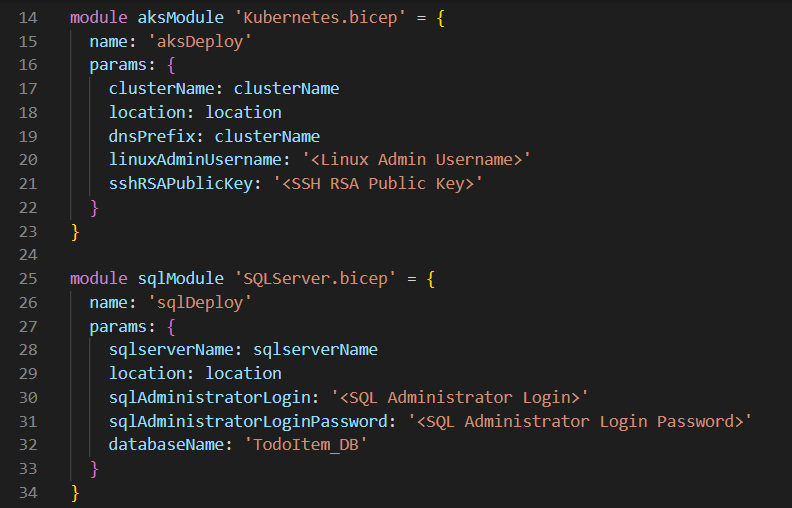 14 module aksModule 'Kubernetes.bicep' = {
15   name: 'aksDeploy'
16   params: {
17     clusterName: clusterName
18     location: location
19     dnsPrefix: clusterName
20     linuxAdminUsername: '<Linux Admin Username>'
21     sshRSAPublicKey: '<SSH RSA Public Key>'
22   }
23 }
24
25 module sqlModule 'SQLServer.bicep' = {
26   name: 'sqlDeploy'
27   params: {
28     sqlserverName: sqlserverName
29     location: location
30     sqlAdministratorLogin: '<SQL Administrator Login>'
31     sqlAdministratorLoginPassword: '<SQL Administrator Login Password>'
32     databaseName: 'TodoItem_DB'
33   }
34 }